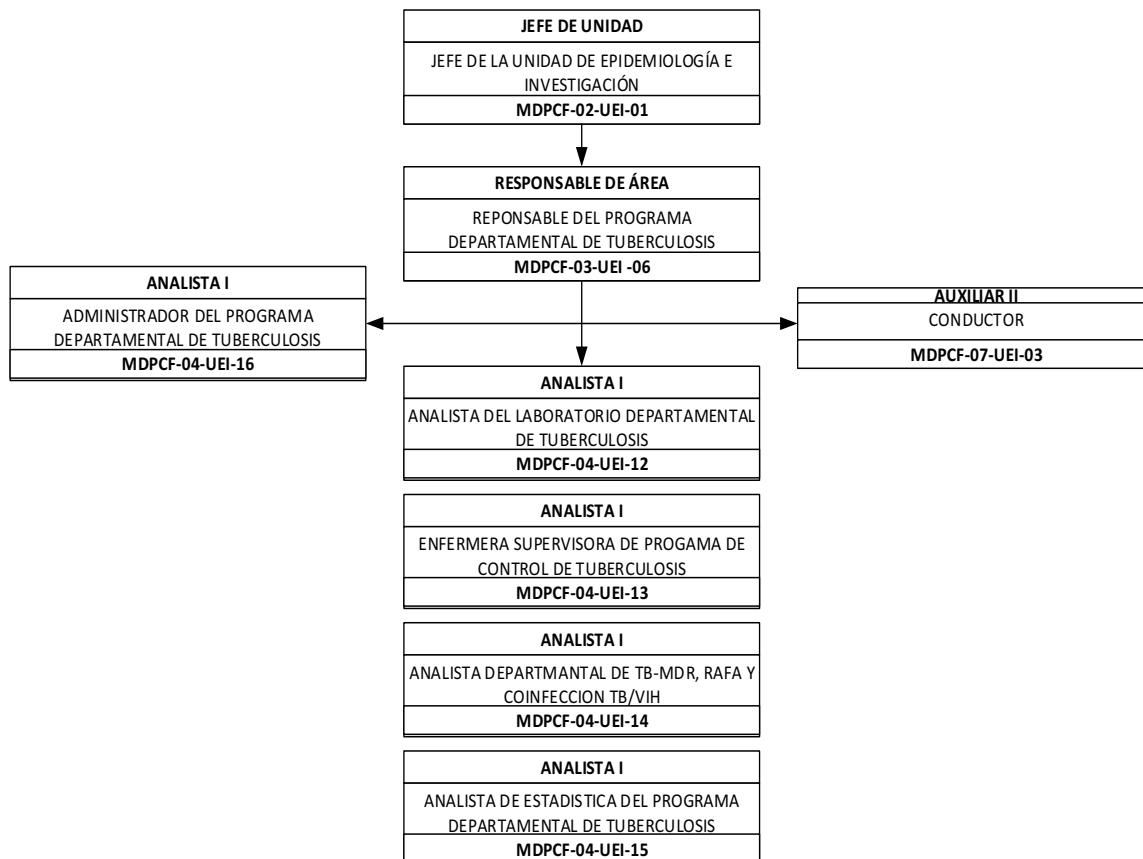 JEFE DE UNIDAD
JEFE DE LA UNIDAD DE EPIDEMIOLOGÍA E
INVESTIGACIÓN
MDPCF-02-UEI-01
RESPONSABLE DE ÁREA
REPONSABLE DEL PROGRAMA
DEPARTAMENTAL DE TUBERCULOSIS
MDPCF-03-UEI -06
ANALISTA I
ADMINISTRADOR DEL PROGRAMA
DEPARTAMENTAL DE TUBERCULOSIS
MDPCF-04-UEI-16
AUXILIAR II
CONDUCTOR
MDPCF-07-UEI-03
ANALISTA I
ANALISTA DEL LABORATORIO DEPARTAMENTAL
DE TUBERCULOSIS
MDPCF-04-UEI-12
ANALISTA I
ENFERMERA SUPERVISORA DE PROGAMA DE
CONTROL DE TUBERCULOSIS
MDPCF-04-UEI-13
ANALISTA I
ANALISTA DEPARTMANTAL DE TB-MDR, RAFA Y
COINFECCION TB/VIH
MDPCF-04-UEI-14
ANALISTA I
ANALISTA DE ESTADISTICA DEL PROGRAMA
DEPARTAMENTAL DE TUBERCULOSIS
MDPCF-04-UEI-15